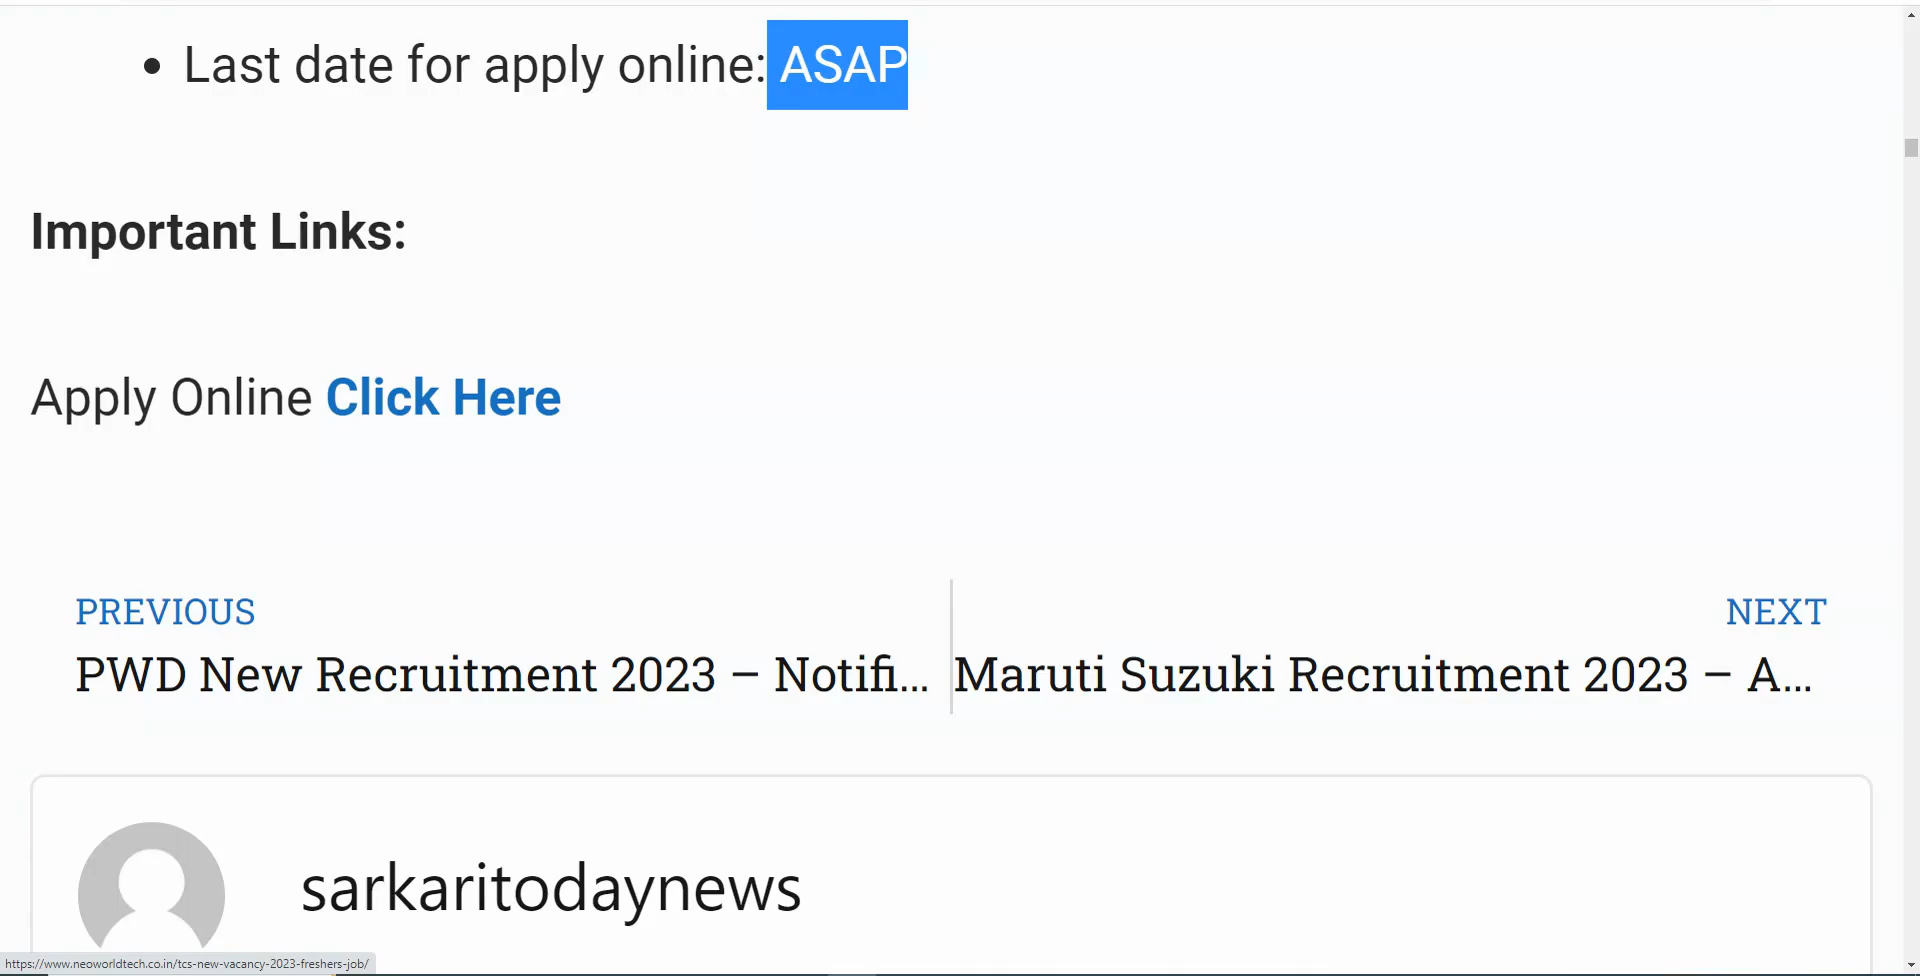 Last date for apply online: ASAP
Important Links:
Apply Online Click Here
PREVIOUS
PWD New Recruitment 2023 – Notifi...
NEXT
Maruti Suzuki Recruitment 2023 – A...
sarkaritodaynews
https://www.neoworldtech.co.in/tcs-new-vacancy-2023-freshers-job/